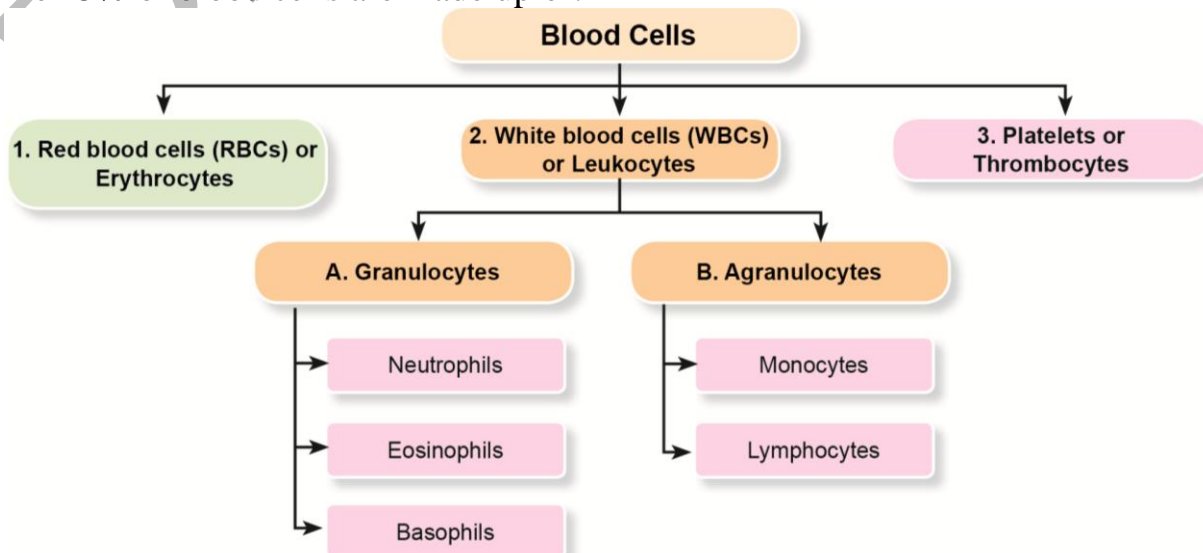 Blood Cells
1. Red blood cells (RBCs) or
Erythrocytes
2. White blood cells (WBCs)
or Leukocytes
3. Platelets or
Thrombocytes
A. Granulocytes
B. Agranulocytes
Neutrophils
Eosinophils
Basophils
Monocytes
Lymphocytes